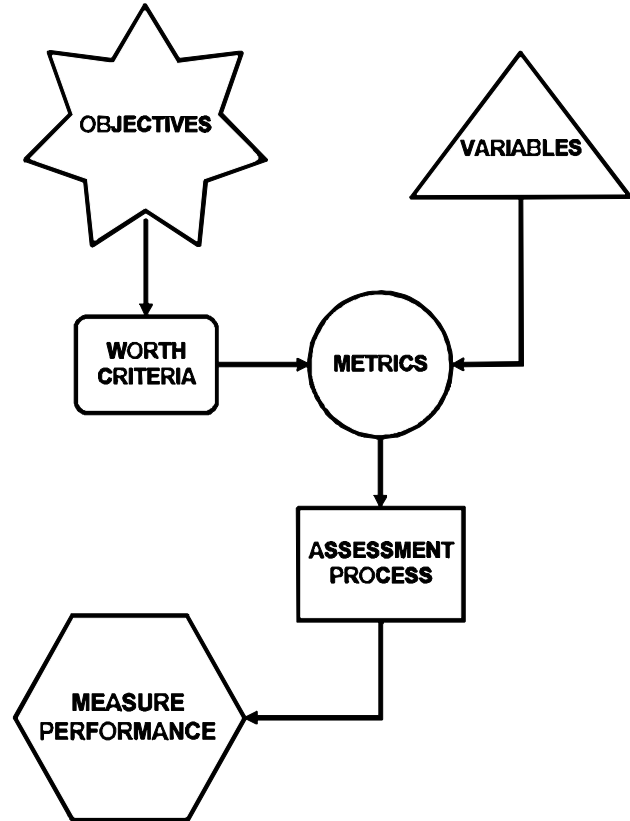 OBJECTIVES
VARIABLES
WORTH
CRITERIA
METRICS
ASSESSMENT
PROCESS
MEASURE
PERFORMANCE